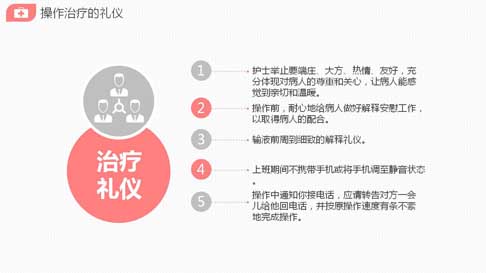 操作治疗的礼仪
治疗
礼仪
1
护士举止要端庄、大方、热情、友好，充
分体现对病人的尊重和关心，让病人能感
觉到亲切和温暖。
2
操作前，耐心地给病人做好解释安慰工作，
以取得病人的配合。
3
输液前周到细致的解释礼仪。
4
上班期间不携带手机或将手机调至静音状态
。
5
操作中通知你接电话，应请转告对方一会
儿给他回电话，并按原操作速度有条不紊
地完成操作。